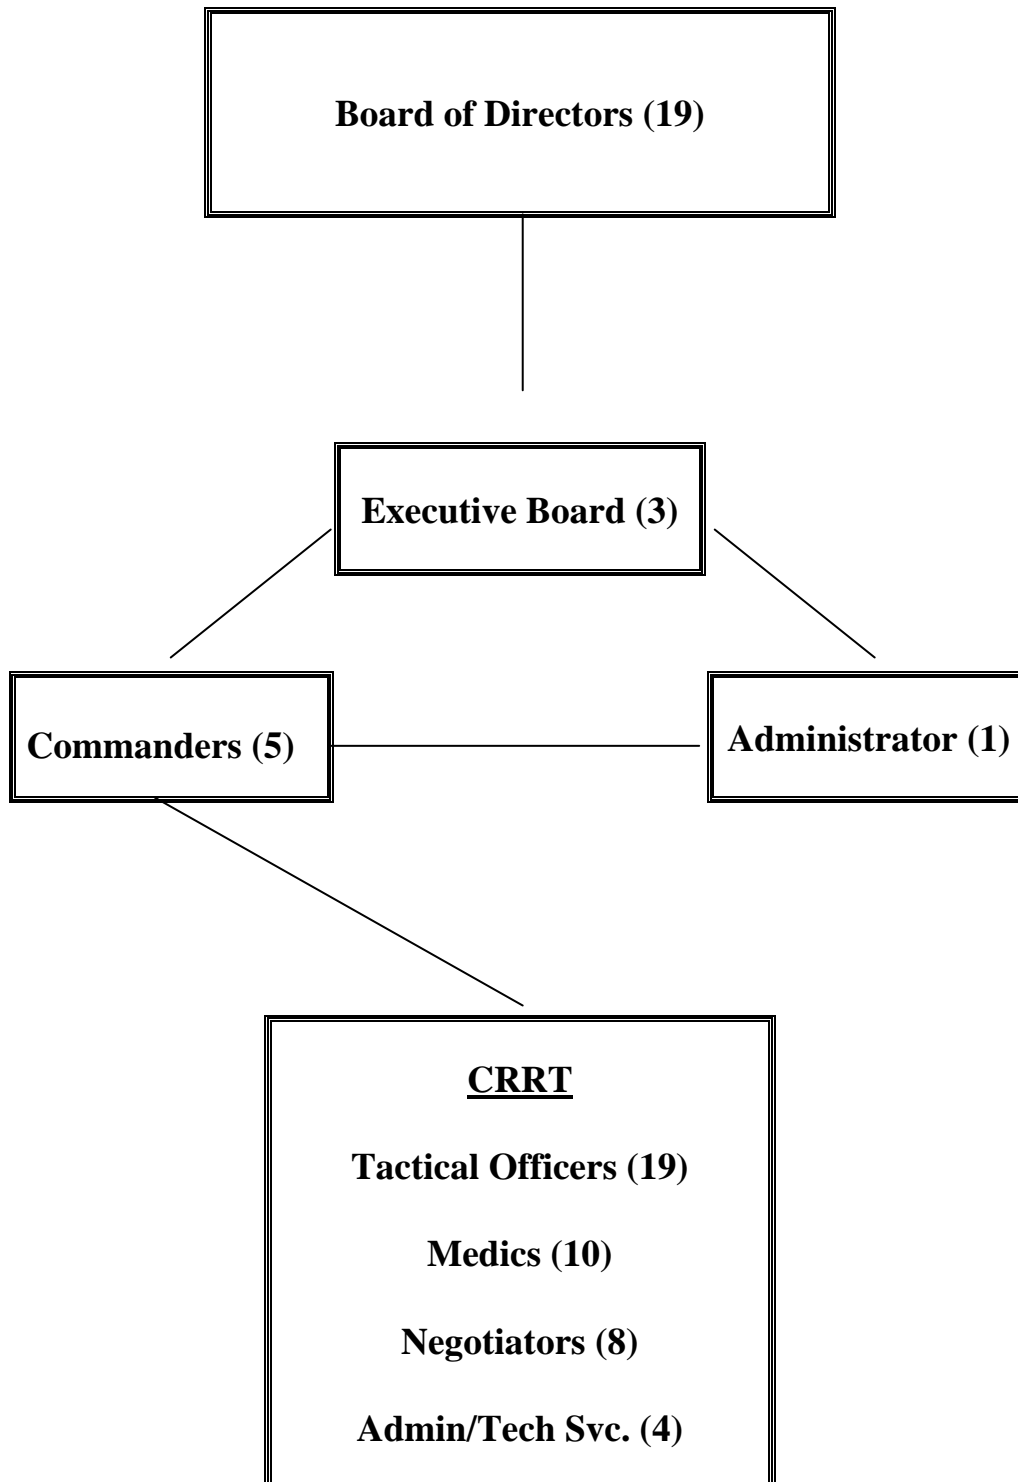 Board of Directors (19)
Executive Board (3)
Commanders (5)
Administrator (1)
CRRT
Tactical Officers (19)
Medics (10)
Negotiators (8)
Admin/Tech Svc. (4)